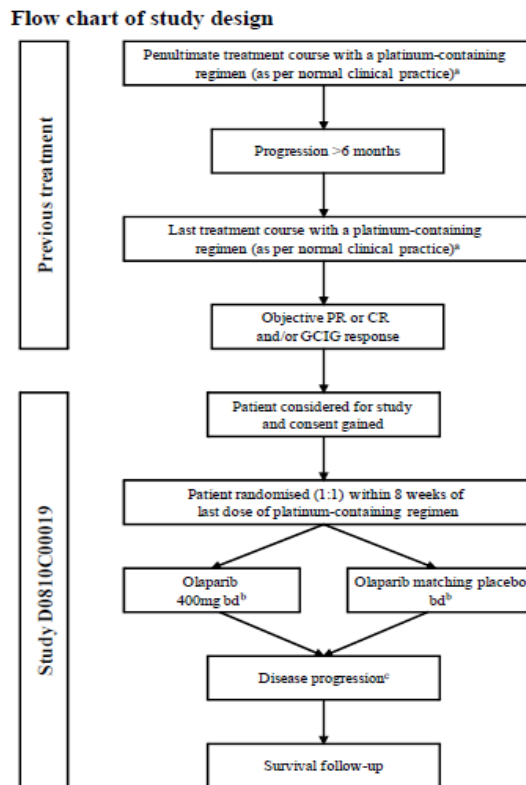 Flow chart of study design
Previous treatment
Penultimate treatment course with a platinum-containing
regimen (as per normal clinical practice)ᵃ
Progression >6 months
Last treatment course with a platinum-containing
regimen (as per normal clinical practice)ᵃ
Objective PR or CR
and/or GCIG response
Study D0810C00019
Patient considered for study
and consent gained
Patient randomised (1:1) within 8 weeks of
last dose of platinum-containing regimen
Olaparib
400mg bdᵇ
Olaparib matching placebo
bdᵇ
Disease progressionᶜ
Survival follow-up